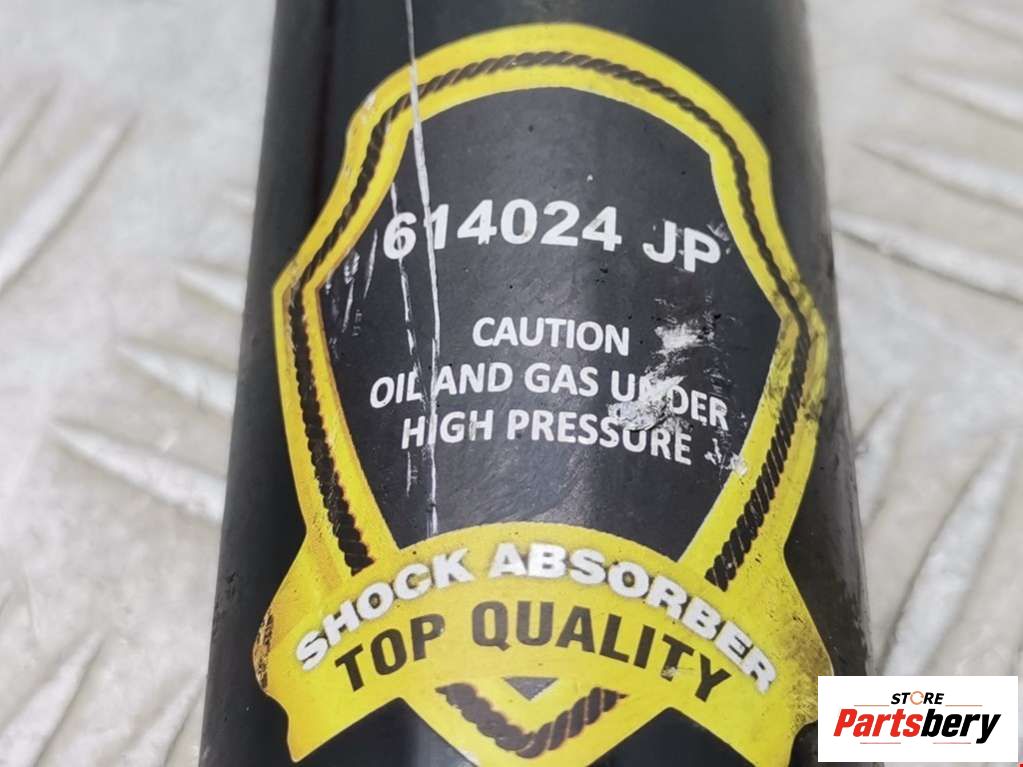 614024 JP
CAUTION
OIL AND GAS UNDER
HIGH PRESSURE
SHOCK ABSORBER
TOP QUALITY
STORE
Partsbery